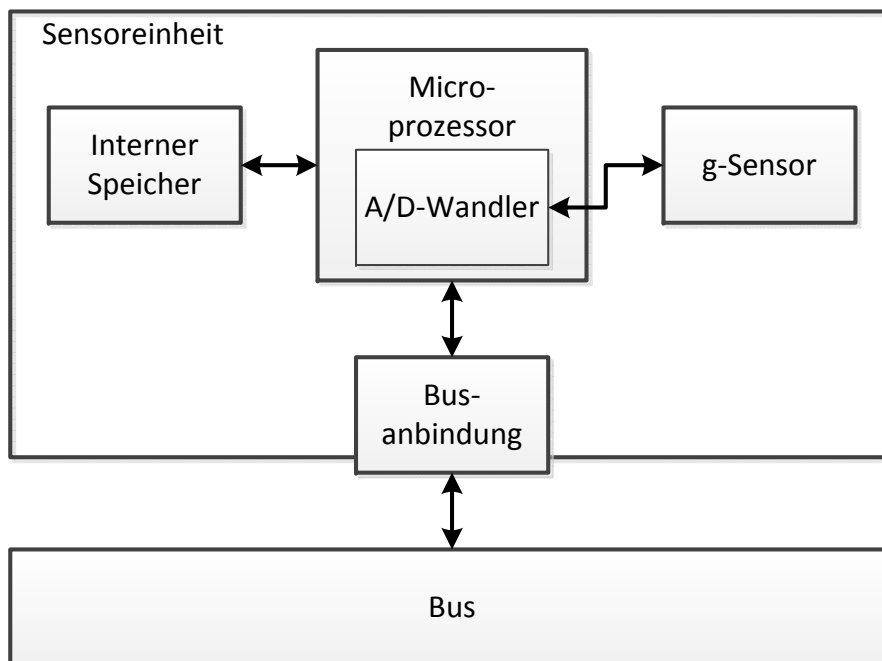 Sensoreinheit
Micro-
prozessor
Interner
Speicher
A/D-Wandler
g-Sensor
Bus-
anbindung
Bus